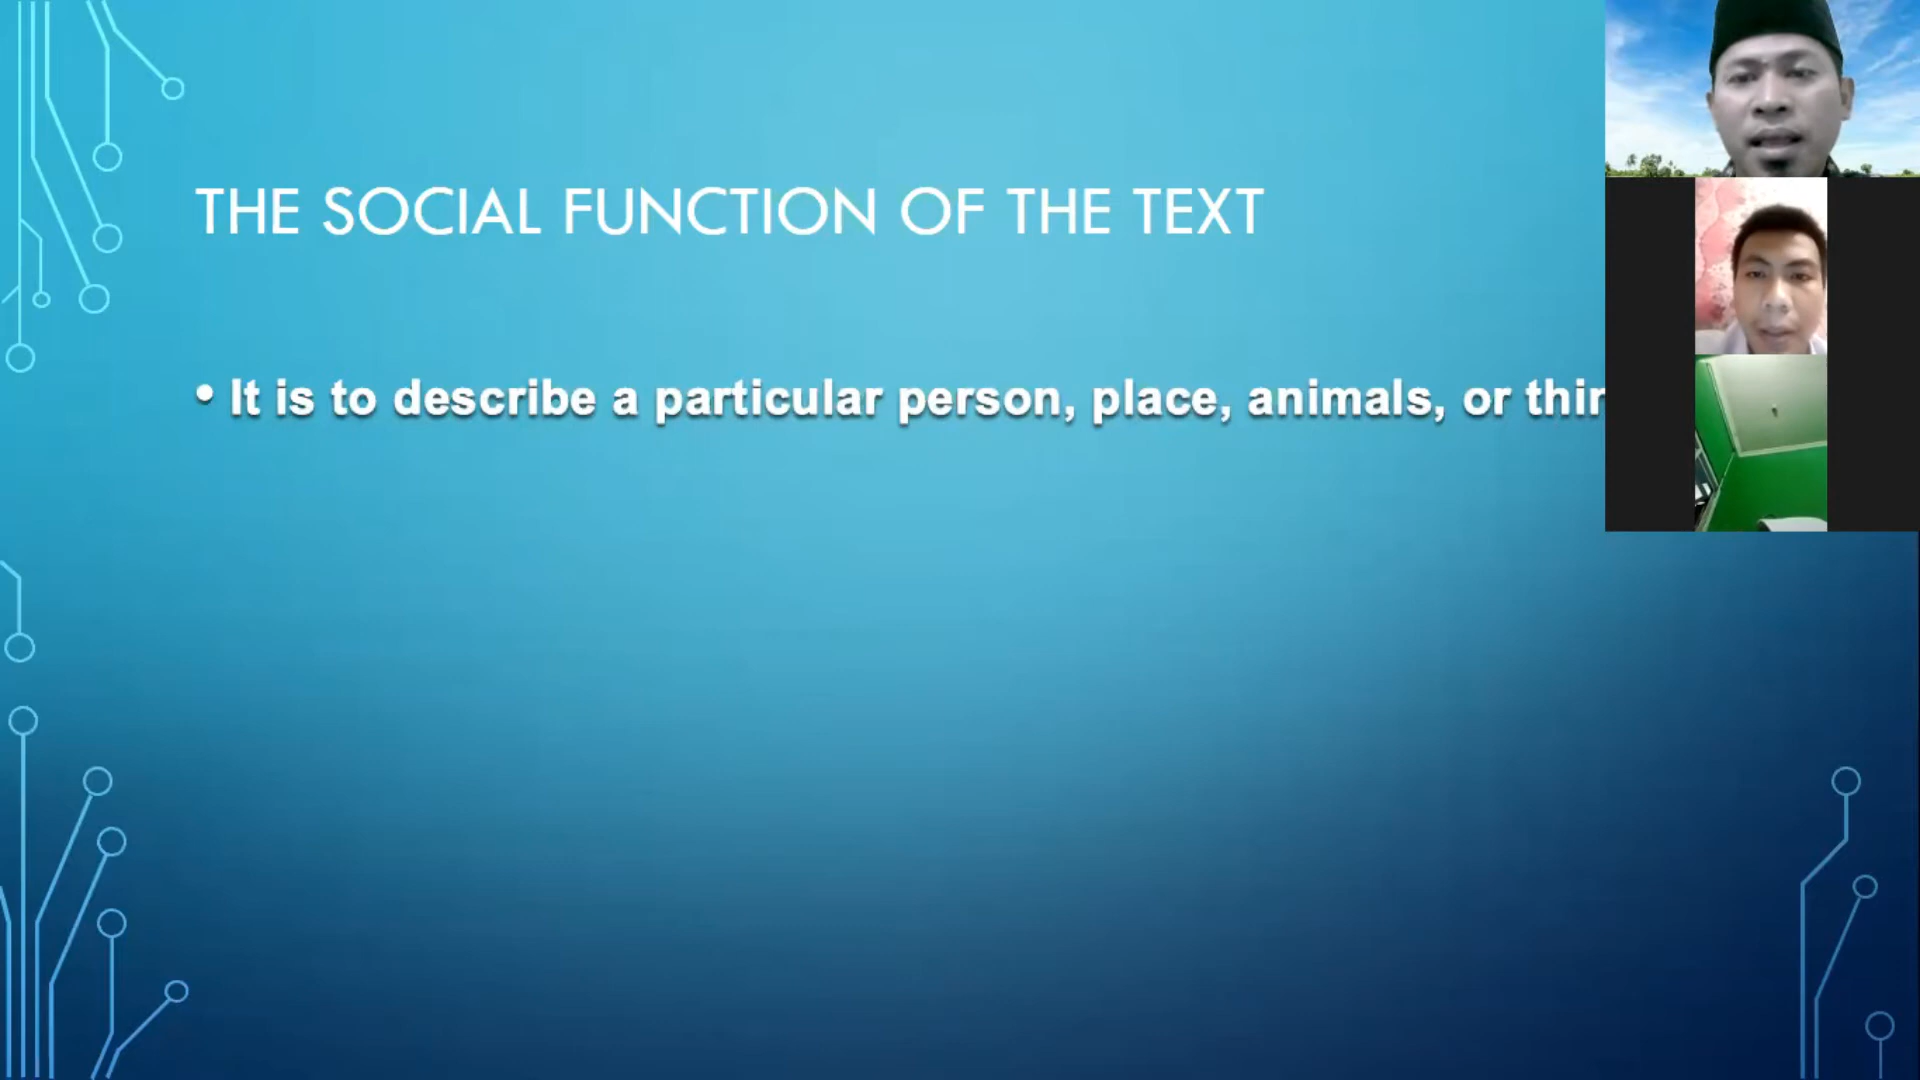 THE SOCIAL FUNCTION OF THE TEXT
• It is to describe a particular person, place, animals, or